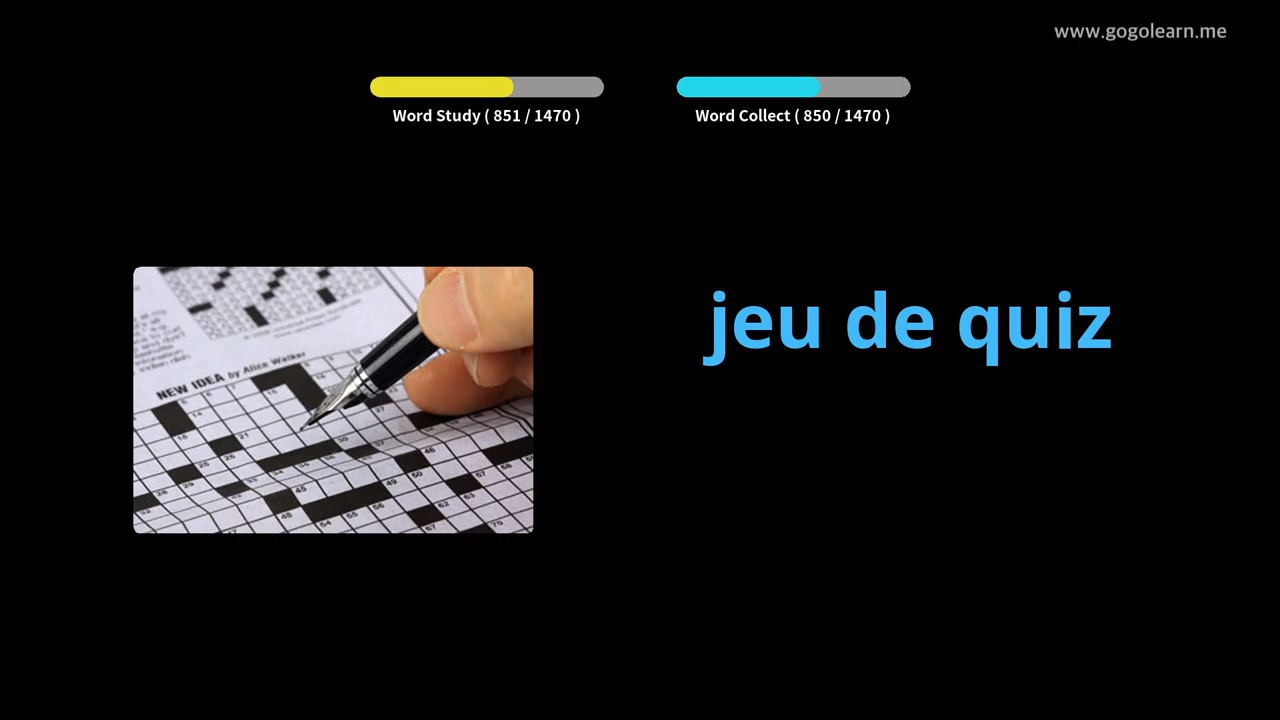 www.gogolearn.me
Word Study ( 851 / 1470 )
Word Collect ( 850 / 1470 )
jeu de quiz
NEW IDEA by Alice Walker